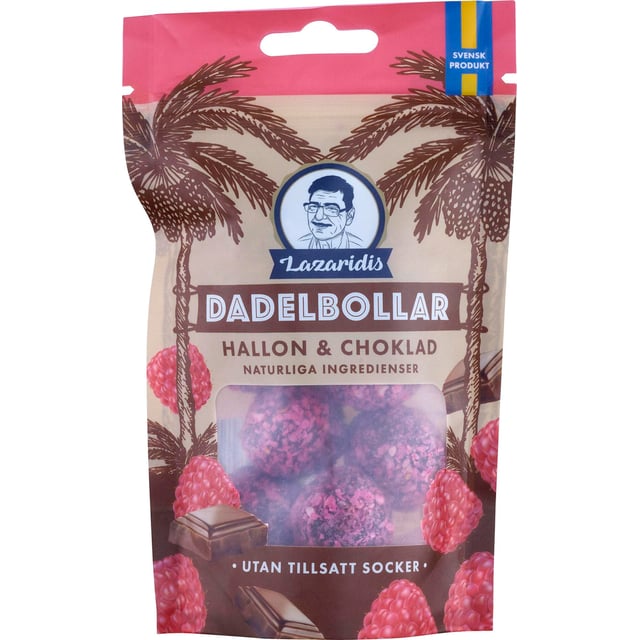 SVENSK
PRODUKT
Lazaridis
DADELBOLLAR
HALLON & CHOKLAD
NATURLIGA INGREDIENSER
• UTAN TILLSATT SOCKER •